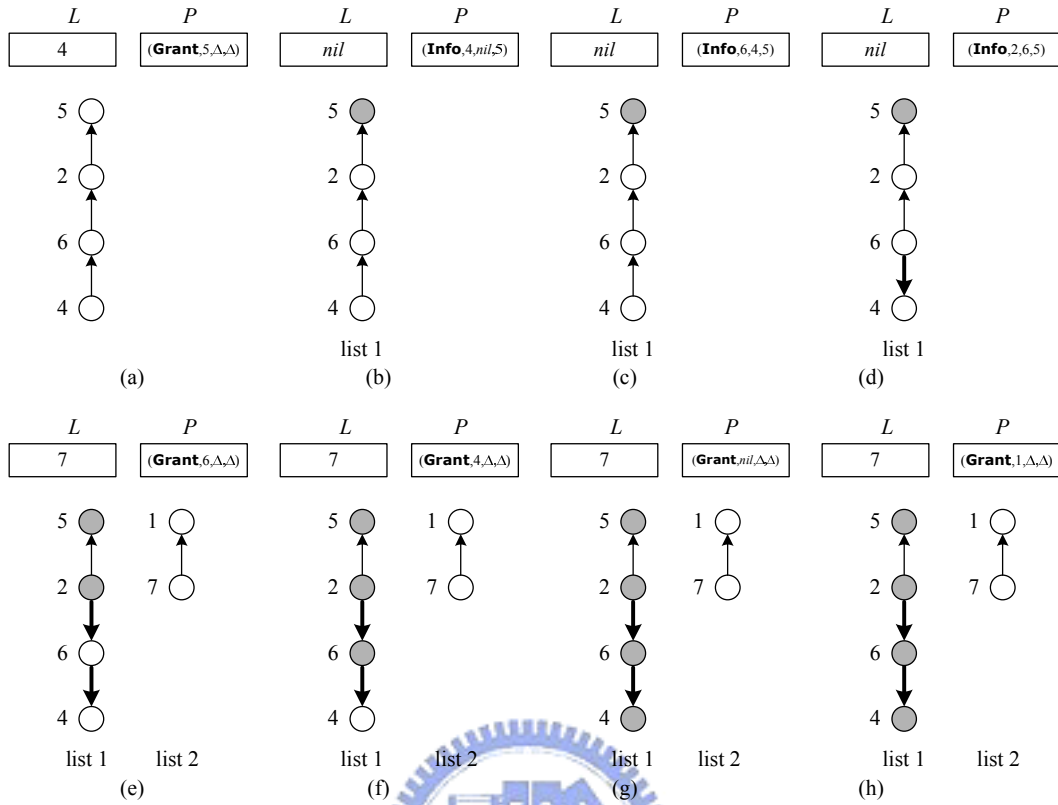 L P L P L P L P
4 (Grant,5,Δ,Δ) nil (Info,4,nil,5) nil (Info,6,4,5) nil (Info,2,6,5)
5 5 5 5
2 2 2 2
6 6 6 6
4 4 4 4
list 1 list 1 list 1
(a) (b) (c) (d)
L P L P L P L P
7 (Grant,6,Δ,Δ) 7 (Grant,4,Δ,Δ) 7 (Grant,nil,Δ,Δ) 7 (Grant,1,Δ,Δ)
5 1 5 1 5 1 5 1
2 7 2 7 2 7 2 7
6 6 6 6
4 4 4 4
list 1 list 2 list 1 list 2 list 1 list 2 list 1 list 2
(e) (f) (g) (h)